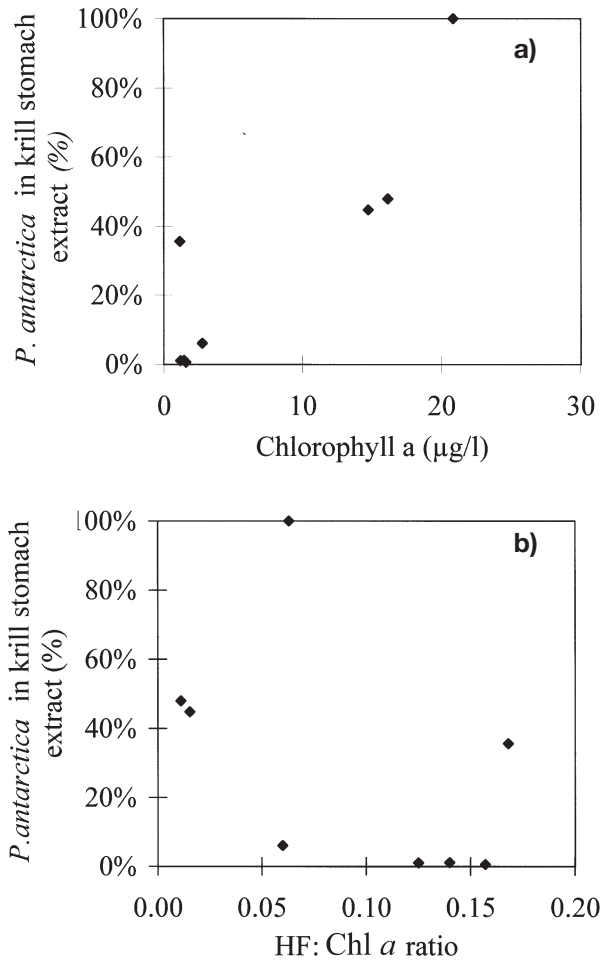 100%
80%
60%
40%
20%
0%
P. antarctica in krill stomach
extract (%)
a)
0 10 20 30
Chlorophyll a (µg/l)
100%
80%
60%
40%
20%
0%
P.antarctica in krill stomach
extract (%)
b)
0.00 0.05 0.10 0.15 0.20
HF: Chl a ratio